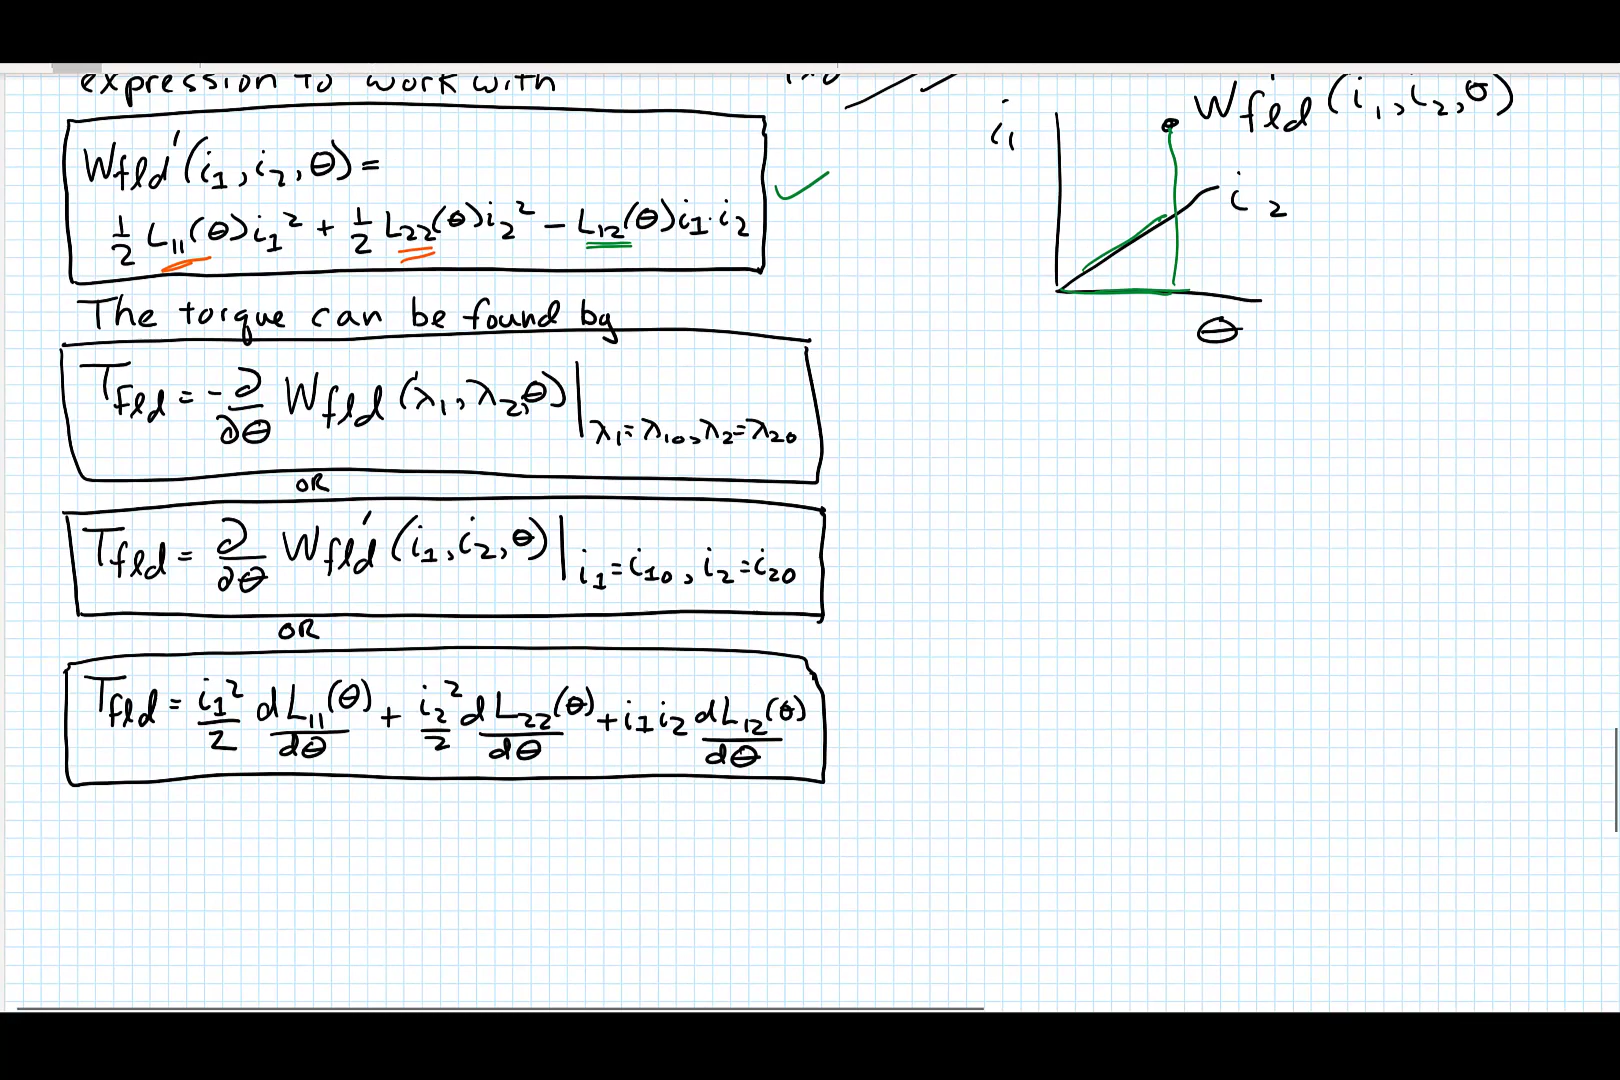 expression to work with
Wfld'(i₁,i₂,θ)=
1/2 L₁₁(θ)i₁² + 1/2 L₂₂(θ)i₂² − L₁₂(θ)i₁·i₂
The torque can be found by
Tfld = -∂/∂θ Wfld(λ₁,λ₂,θ)|λ₁=λ₁₀,λ₂=λ₂₀
OR
Tfld = ∂/∂θ Wfld'(i₁,i₂,θ)|i₁=i₁₀,i₂=i₂₀
OR
Tfld = i₁²/2 dL₁₁(θ)/dθ + i₂²/2 dL₂₂(θ)/dθ + i₁i₂ dL₁₂(θ)/dθ
i₁
Wfld'(i₁,i₂,θ)
i₂
θ